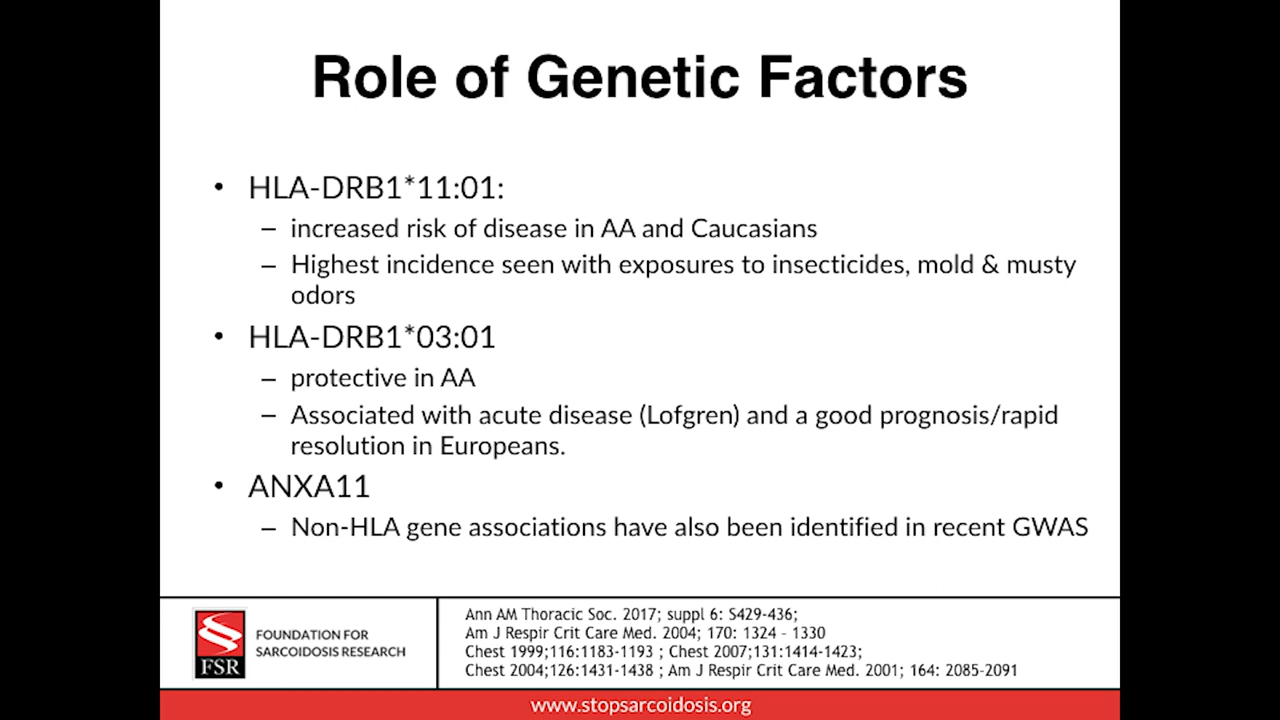 Role of Genetic Factors
• HLA-DRB1*11:01:
– increased risk of disease in AA and Caucasians
– Highest incidence seen with exposures to insecticides, mold & musty
odors
• HLA-DRB1*03:01
– protective in AA
– Associated with acute disease (Lofgren) and a good prognosis/rapid
resolution in Europeans.
• ANXA11
– Non-HLA gene associations have also been identified in recent GWAS
FSR
FOUNDATION FOR
SARCOIDOSIS RESEARCH
Ann AM Thoracic Soc. 2017; suppl 6: S429-436;
Am J Respir Crit Care Med. 2004; 170: 1324 - 1330
Chest 1999;116:1183-1193 ; Chest 2007;131:1414-1423;
Chest 2004;126:1431-1438 ; Am J Respir Crit Care Med. 2001; 164: 2085-2091
www.stopsarcoidosis.org